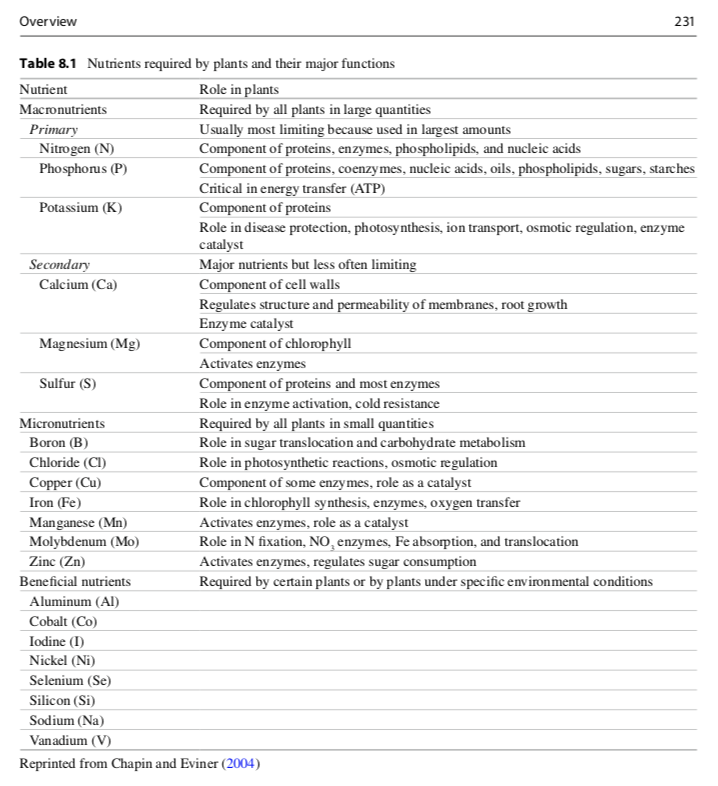 Overview 231
Table 8.1 Nutrients required by plants and their major functions
Nutrient Role in plants
Macronutrients Required by all plants in large quantities
Primary Usually most limiting because used in largest amounts
Nitrogen (N) Component of proteins, enzymes, phospholipids, and nucleic acids
Phosphorus (P) Component of proteins, coenzymes, nucleic acids, oils, phospholipids, sugars, starches
Critical in energy transfer (ATP)
Potassium (K) Component of proteins
Role in disease protection, photosynthesis, ion transport, osmotic regulation, enzyme
catalyst
Secondary Major nutrients but less often limiting
Calcium (Ca) Component of cell walls
Regulates structure and permeability of membranes, root growth
Enzyme catalyst
Magnesium (Mg) Component of chlorophyll
Activates enzymes
Sulfur (S) Component of proteins and most enzymes
Role in enzyme activation, cold resistance
Micronutrients Required by all plants in small quantities
Boron (B) Role in sugar translocation and carbohydrate metabolism
Chloride (Cl) Role in photosynthetic reactions, osmotic regulation
Copper (Cu) Component of some enzymes, role as a catalyst
Iron (Fe) Role in chlorophyll synthesis, enzymes, oxygen transfer
Manganese (Mn) Activates enzymes, role as a catalyst
Molybdenum (Mo) Role in N fixation, NO₃ enzymes, Fe absorption, and translocation
Zinc (Zn) Activates enzymes, regulates sugar consumption
Beneficial nutrients Required by certain plants or by plants under specific environmental conditions
Aluminum (Al)
Cobalt (Co)
Iodine (I)
Nickel (Ni)
Selenium (Se)
Silicon (Si)
Sodium (Na)
Vanadium (V)
Reprinted from Chapin and Eviner (2004)